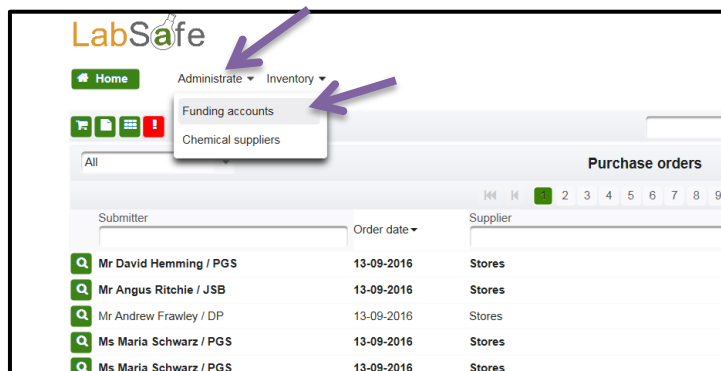 LabSafe
Home Administrate Inventory
Funding accounts
Chemical suppliers
!
All Purchase orders
1 2 3 4 5 6 7 8 9
Submitter Order date Supplier
Mr David Hemming / PGS 13-09-2016 Stores
Mr Angus Ritchie / JSB 13-09-2016 Stores
Mr Andrew Frawley / DP 13-09-2016 Stores
Ms Maria Schwarz / PGS 13-09-2016 Stores
Ms Maria Schwarz / PGS 13-09-2016 Stores